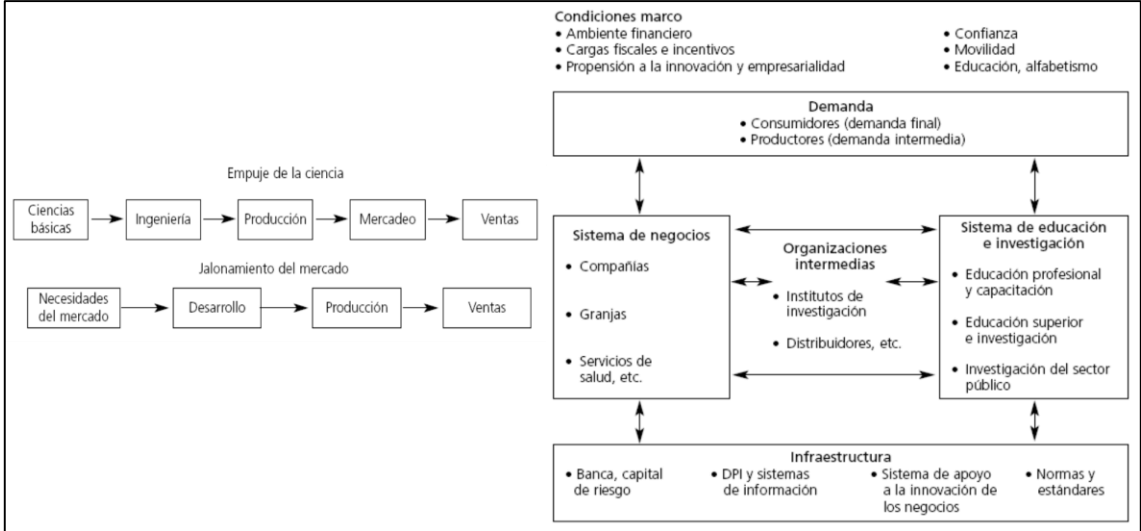 Empuje de la ciencia
Ciencias
básicas
Ingeniería
Producción
Mercadeo
Ventas
Jalonamiento del mercado
Necesidades
del mercado
Desarrollo
Producción
Ventas
Condiciones marco
• Ambiente financiero
• Cargas fiscales e incentivos
• Propensión a la innovación y empresarialidad
• Confianza
• Movilidad
• Educación, alfabetismo
Demanda
• Consumidores (demanda final)
• Productores (demanda intermedia)
Sistema de negocios
• Compañías
• Granjas
• Servicios de
salud, etc.
Organizaciones
intermedias
• Institutos de
investigación
• Distribuidores, etc.
Sistema de educación
e investigación
• Educación profesional
y capacitación
• Educación superior
e investigación
• Investigación del sector
público
Infraestructura
• Banca, capital
de riesgo
• DPI y sistemas
de información
• Sistema de apoyo
a la innovación de
los negocios
• Normas y
estándares